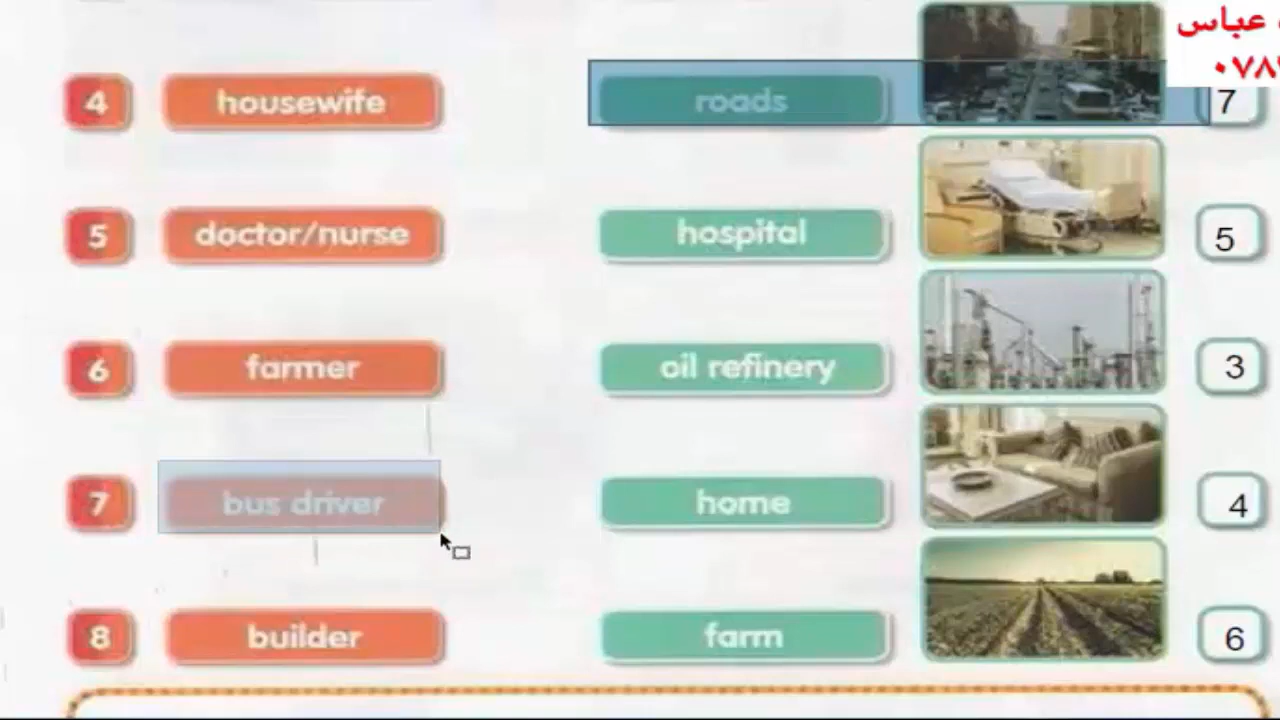 عباس
4 housewife roads 7
5 doctor/nurse hospital 5
6 farmer oil refinery 3
7 bus driver home 4
8 builder farm 6